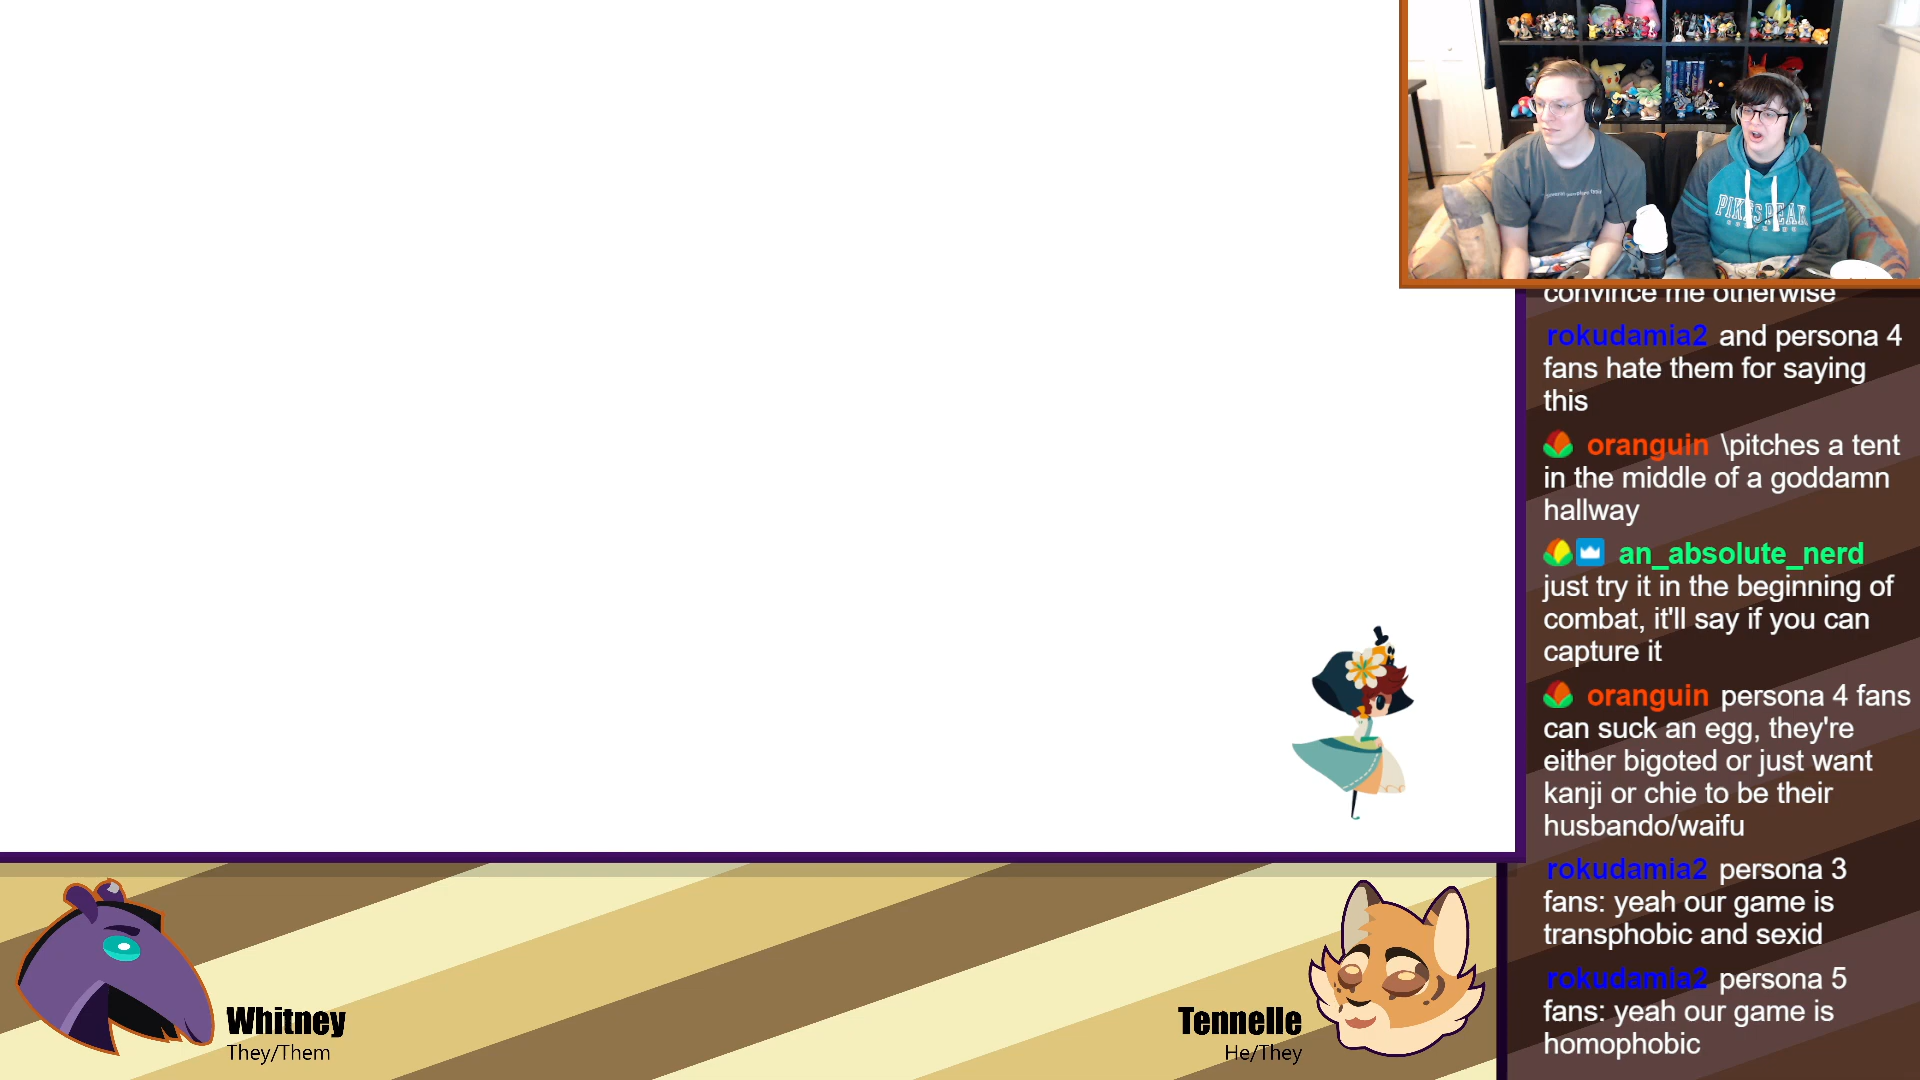 PIKES PEAK
convince me otherwise
rokudamia2 and persona 4
fans hate them for saying
this
oranguin \pitches a tent
in the middle of a goddamn
hallway
an_absolute_nerd
just try it in the beginning of
combat, it'll say if you can
capture it
oranguin persona 4 fans
can suck an egg, they're
either bigoted or just want
kanji or chie to be their
husbando/waifu
rokudamia2 persona 3
fans: yeah our game is
transphobic and sexid
rokudamia2 persona 5
fans: yeah our game is
homophobic
Whitney
They/Them
Tennelle
He/They